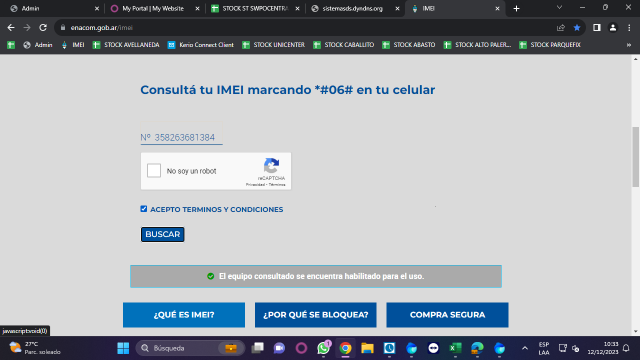 Admin
My Portal | My Website
STOCK ST SWPOCENTRA
sistemasds.dyndns.org
IMEI
enacom.gob.ar/imei
Admin
IMEI
STOCK AVELLANEDA
Kerio Connect Client
STOCK UNICENTER
STOCK CABALLITO
STOCK ABASTO
STOCK ALTO PALER...
STOCK PARQUEFIX
Consultá tu IMEI marcando *#06# en tu celular
Nº 358263681384
No soy un robot
reCAPTCHA
Privacidad - Términos
ACEPTO TERMINOS Y CONDICIONES
BUSCAR
El equipo consultado se encuentra habilitado para el uso.
¿QUÉ ES IMEI?
¿POR QUÉ SE BLOQUEA?
COMPRA SEGURA
javascript:void(0)
27°C
Parc. soleado
Búsqueda
ESP
LAA
10:33
12/12/2023